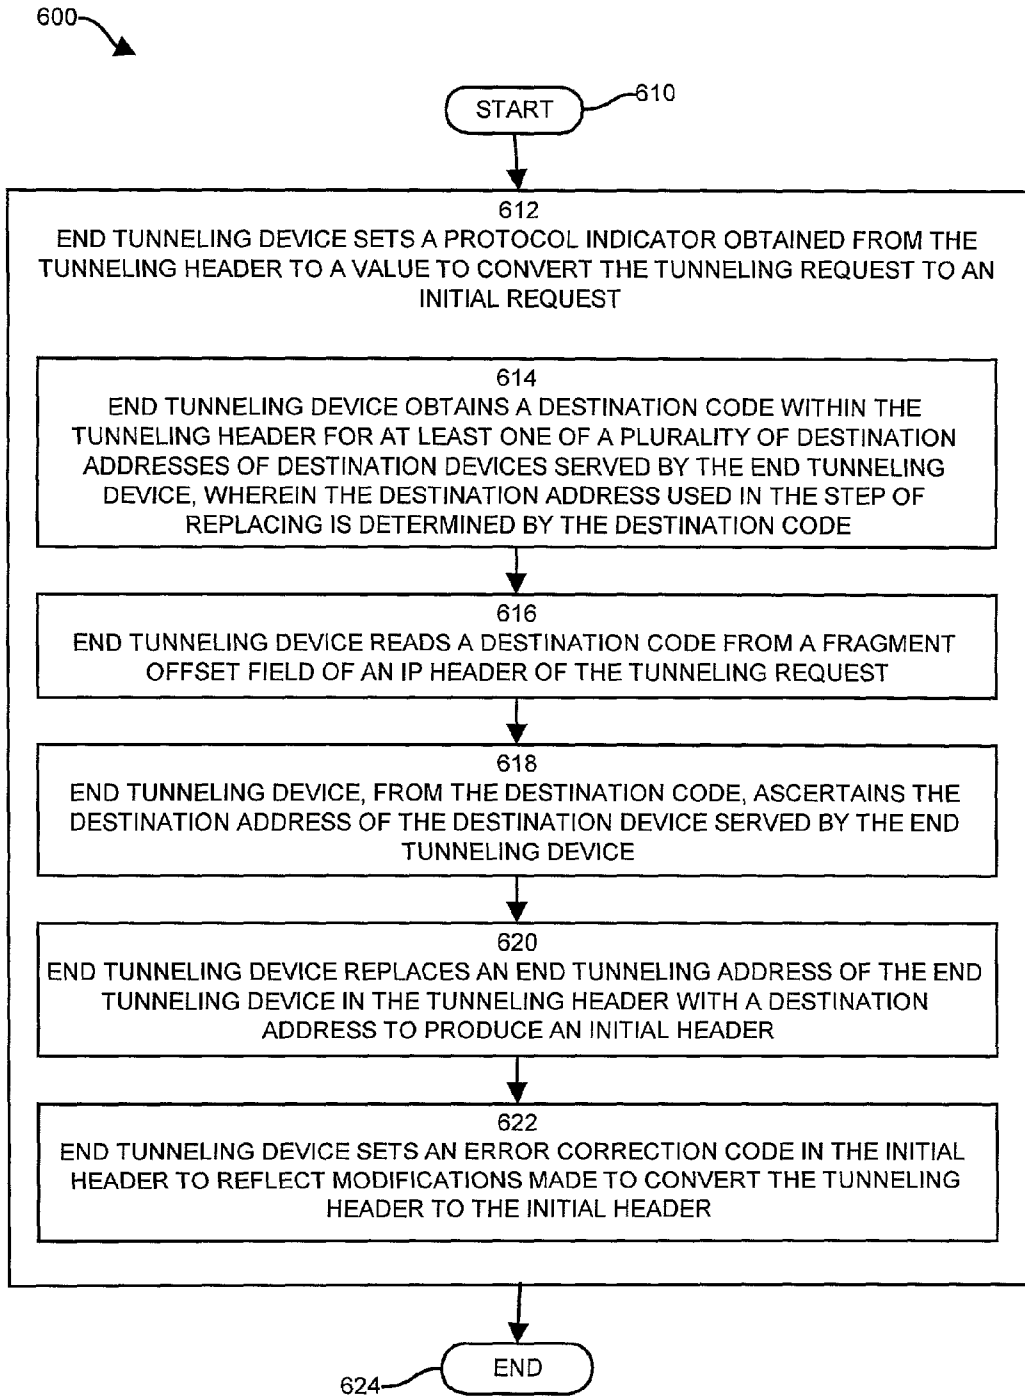 600
START
610
612
END TUNNELING DEVICE SETS A PROTOCOL INDICATOR OBTAINED FROM THE
TUNNELING HEADER TO A VALUE TO CONVERT THE TUNNELING REQUEST TO AN
INITIAL REQUEST
614
END TUNNELING DEVICE OBTAINS A DESTINATION CODE WITHIN THE
TUNNELING HEADER FOR AT LEAST ONE OF A PLURALITY OF DESTINATION
ADDRESSES OF DESTINATION DEVICES SERVED BY THE END TUNNELING
DEVICE, WHEREIN THE DESTINATION ADDRESS USED IN THE STEP OF
REPLACING IS DETERMINED BY THE DESTINATION CODE
616
END TUNNELING DEVICE READS A DESTINATION CODE FROM A FRAGMENT
OFFSET FIELD OF AN IP HEADER OF THE TUNNELING REQUEST
618
END TUNNELING DEVICE, FROM THE DESTINATION CODE, ASCERTAINS THE
DESTINATION ADDRESS OF THE DESTINATION DEVICE SERVED BY THE END
TUNNELING DEVICE
620
END TUNNELING DEVICE REPLACES AN END TUNNELING ADDRESS OF THE END
TUNNELING DEVICE IN THE TUNNELING HEADER WITH A DESTINATION
ADDRESS TO PRODUCE AN INITIAL HEADER
622
END TUNNELING DEVICE SETS AN ERROR CORRECTION CODE IN THE INITIAL
HEADER TO REFLECT MODIFICATIONS MADE TO CONVERT THE TUNNELING
HEADER TO THE INITIAL HEADER
END
624